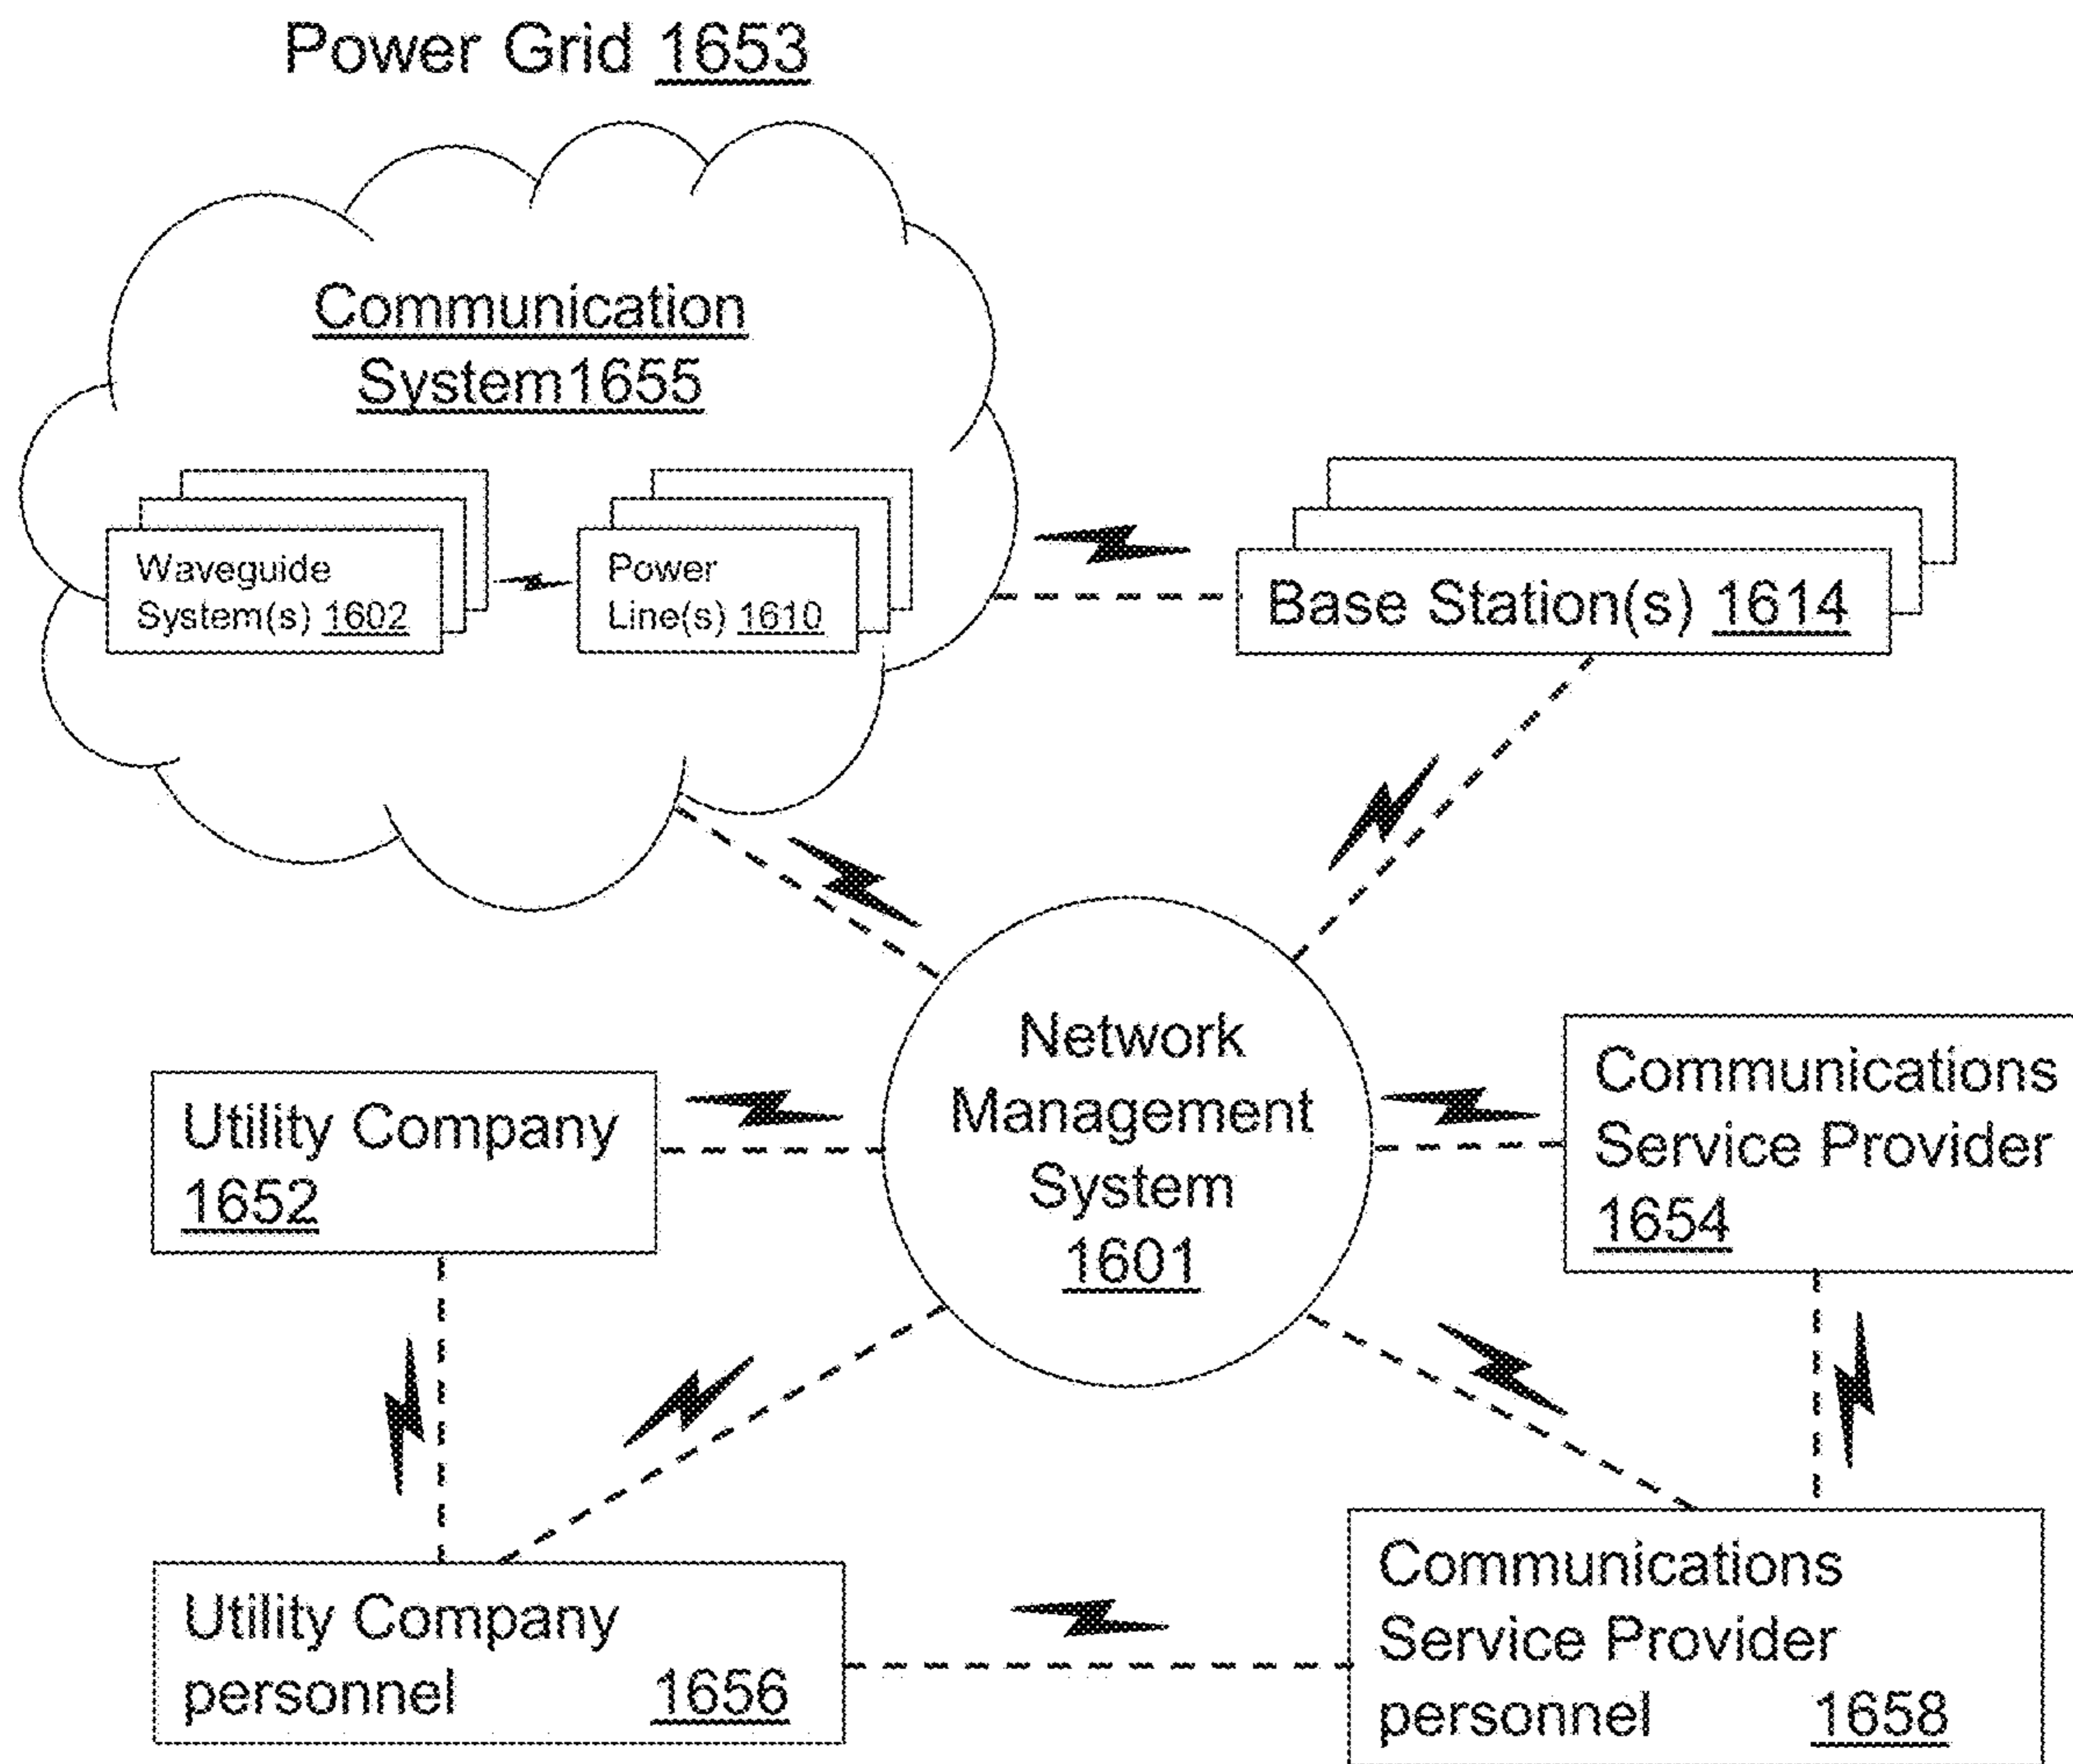 Power Grid 1653
Communication
System1655
Waveguide
System(s) 1602
Power
Line(s) 1610
Base Station(s) 1614
Network
Management
System
1601
Utility Company
1652
Communications
Service Provider
1654
Utility Company
personnel 1656
Communications
Service Provider
personnel 1658